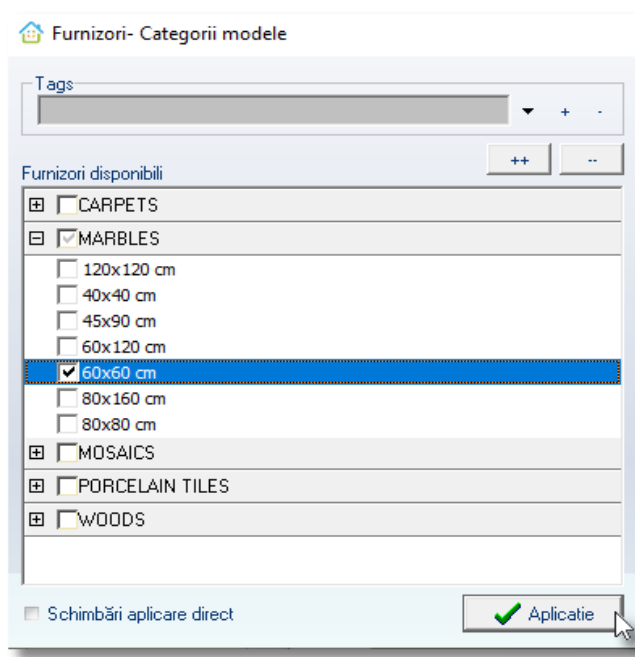 Furnizori- Categorii modele
Tags
+ -
++ --
Furnizori disponibili
CARPETS
MARBLES
120x120 cm
40x40 cm
45x90 cm
60x120 cm
60x60 cm
80x160 cm
80x80 cm
MOSAICS
PORCELAIN TILES
WOODS
Schimbări aplicare direct
Aplicatie